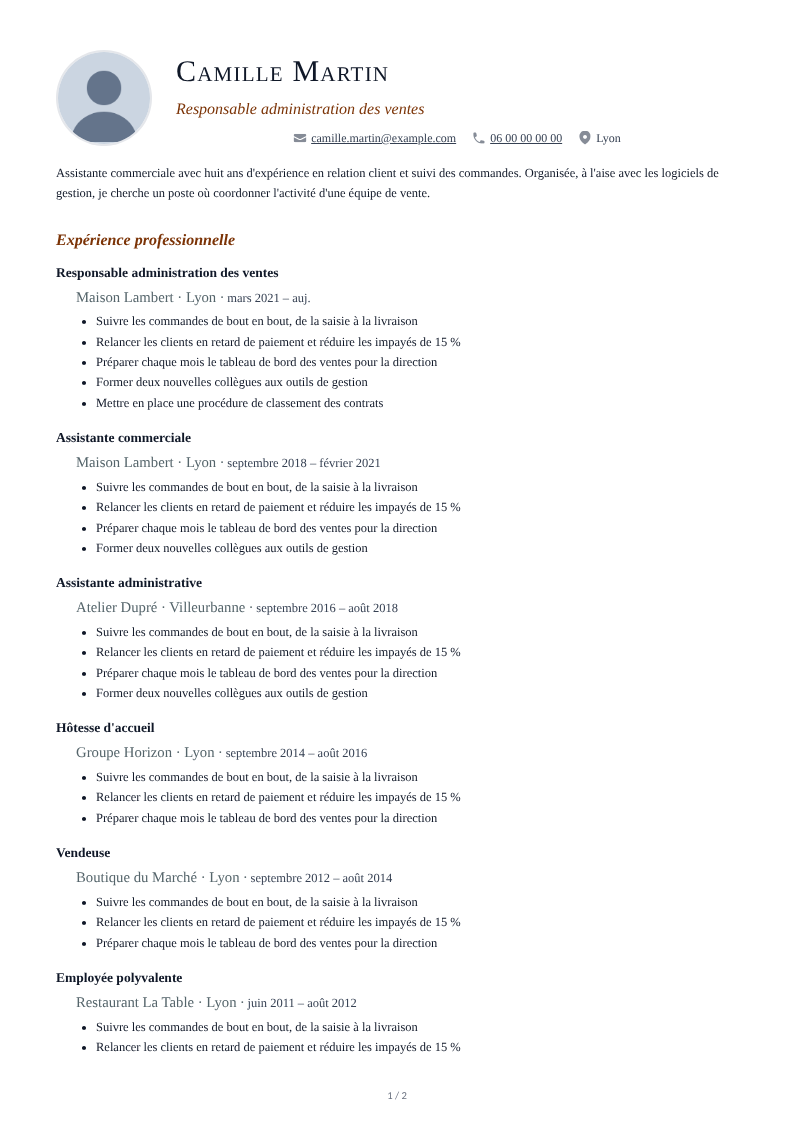 Camille Martin
Responsable administration des ventes
camille.martin@example.com 06 00 00 00 00 Lyon
Assistante commerciale avec huit ans d'expérience en relation client et suivi des commandes. Organisée, à l'aise avec les logiciels de
gestion, je cherche un poste où coordonner l'activité d'une équipe de vente.
Expérience professionnelle
Responsable administration des ventes
Maison Lambert · Lyon · mars 2021 – auj.
• Suivre les commandes de bout en bout, de la saisie à la livraison
• Relancer les clients en retard de paiement et réduire les impayés de 15 %
• Préparer chaque mois le tableau de bord des ventes pour la direction
• Former deux nouvelles collègues aux outils de gestion
• Mettre en place une procédure de classement des contrats
Assistante commerciale
Maison Lambert · Lyon · septembre 2018 – février 2021
• Suivre les commandes de bout en bout, de la saisie à la livraison
• Relancer les clients en retard de paiement et réduire les impayés de 15 %
• Préparer chaque mois le tableau de bord des ventes pour la direction
• Former deux nouvelles collègues aux outils de gestion
Assistante administrative
Atelier Dupré · Villeurbanne · septembre 2016 – août 2018
• Suivre les commandes de bout en bout, de la saisie à la livraison
• Relancer les clients en retard de paiement et réduire les impayés de 15 %
• Préparer chaque mois le tableau de bord des ventes pour la direction
• Former deux nouvelles collègues aux outils de gestion
Hôtesse d'accueil
Groupe Horizon · Lyon · septembre 2014 – août 2016
• Suivre les commandes de bout en bout, de la saisie à la livraison
• Relancer les clients en retard de paiement et réduire les impayés de 15 %
• Préparer chaque mois le tableau de bord des ventes pour la direction
Vendeuse
Boutique du Marché · Lyon · septembre 2012 – août 2014
• Suivre les commandes de bout en bout, de la saisie à la livraison
• Relancer les clients en retard de paiement et réduire les impayés de 15 %
• Préparer chaque mois le tableau de bord des ventes pour la direction
Employée polyvalente
Restaurant La Table · Lyon · juin 2011 – août 2012
• Suivre les commandes de bout en bout, de la saisie à la livraison
• Relancer les clients en retard de paiement et réduire les impayés de 15 %
1 / 2